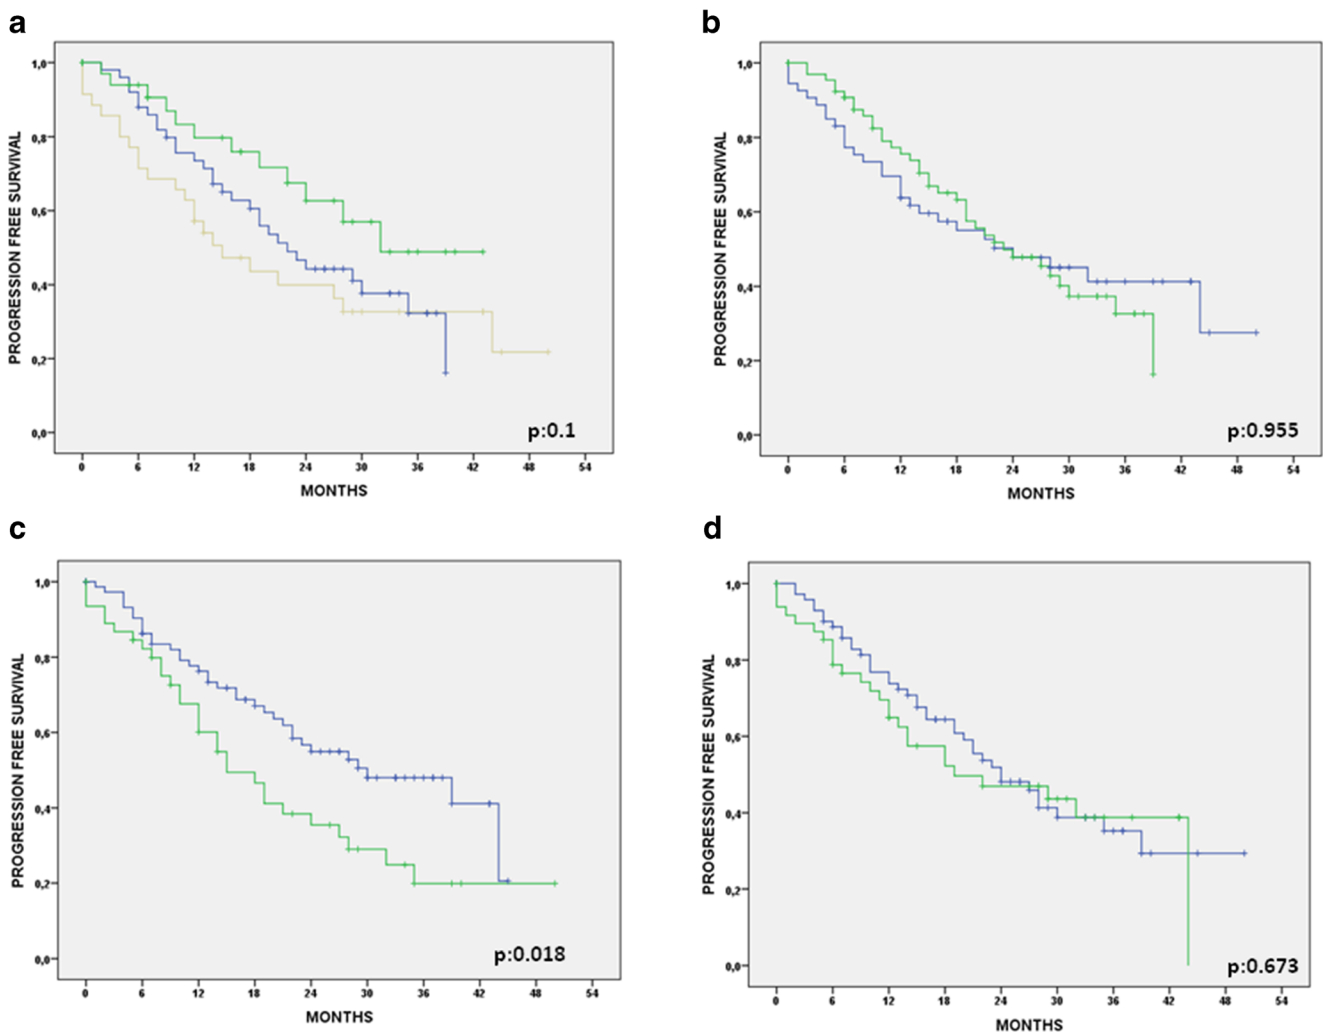 a
PROGRESSION FREE SURVIVAL
1,0
0,8
0,6
0,4
0,2
0,0
p:0.1
0 6 12 18 24 30 36 42 48 54
MONTHS
b
PROGRESSION FREE SURVIVAL
1,0
0,8
0,6
0,4
0,2
0,0
p:0.955
0 6 12 18 24 30 36 42 48 54
MONTHS
c
PROGRESSION FREE SURVIVAL
1,0
0,8
0,6
0,4
0,2
0,0
p:0.018
0 6 12 18 24 30 36 42 48 54
MONTHS
d
PROGRESSION FREE SURVIVAL
1,0
0,8
0,6
0,4
0,2
0,0
p:0.673
0 6 12 18 24 30 36 42 48 54
MONTHS